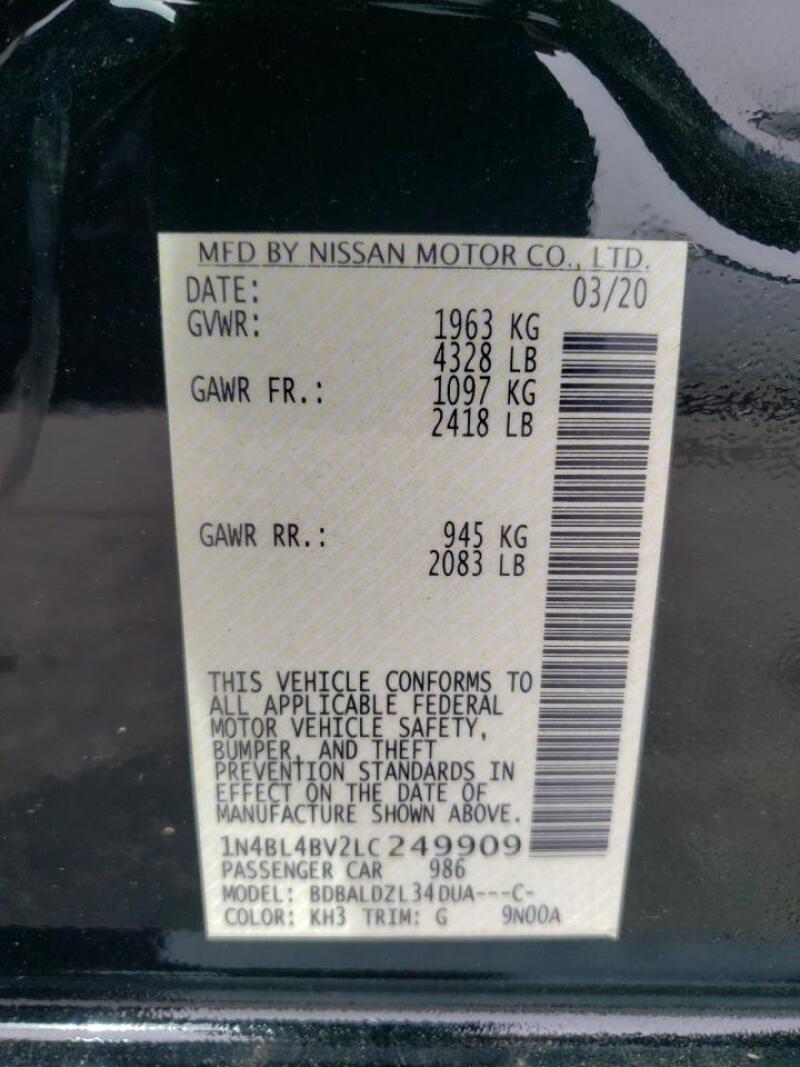 MFD BY NISSAN MOTOR CO., LTD.
DATE: 03/20
GVWR: 1963 KG
4328 LB
GAWR FR.: 1097 KG
2418 LB
GAWR RR.: 945 KG
2083 LB
THIS VEHICLE CONFORMS TO
ALL APPLICABLE FEDERAL
MOTOR VEHICLE SAFETY,
BUMPER, AND THEFT
PREVENTION STANDARDS IN
EFFECT ON THE DATE OF
MANUFACTURE SHOWN ABOVE.
1N4BL4BV2LC249909
PASSENGER CAR 986
MODEL: BDBALDZL34DUA---C-
COLOR: KH3 TRIM: G 9N00A